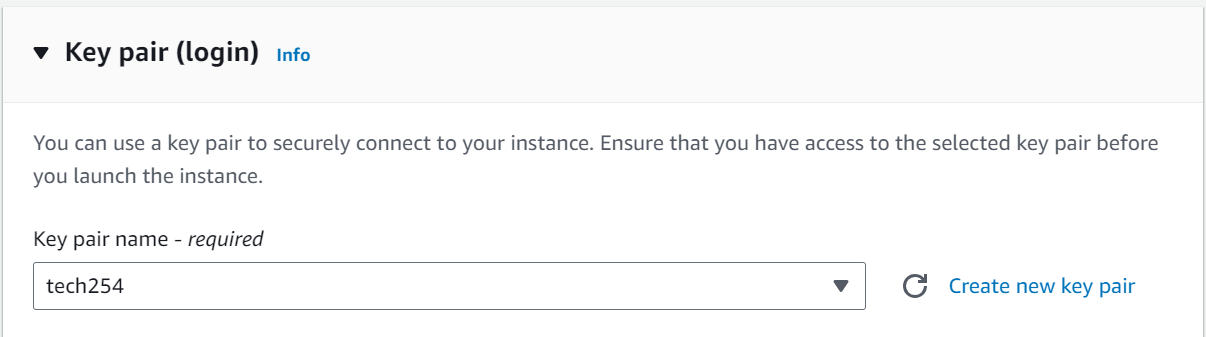 Key pair (login) Info
You can use a key pair to securely connect to your instance. Ensure that you have access to the selected key pair before
you launch the instance.
Key pair name - required
tech254 Create new key pair